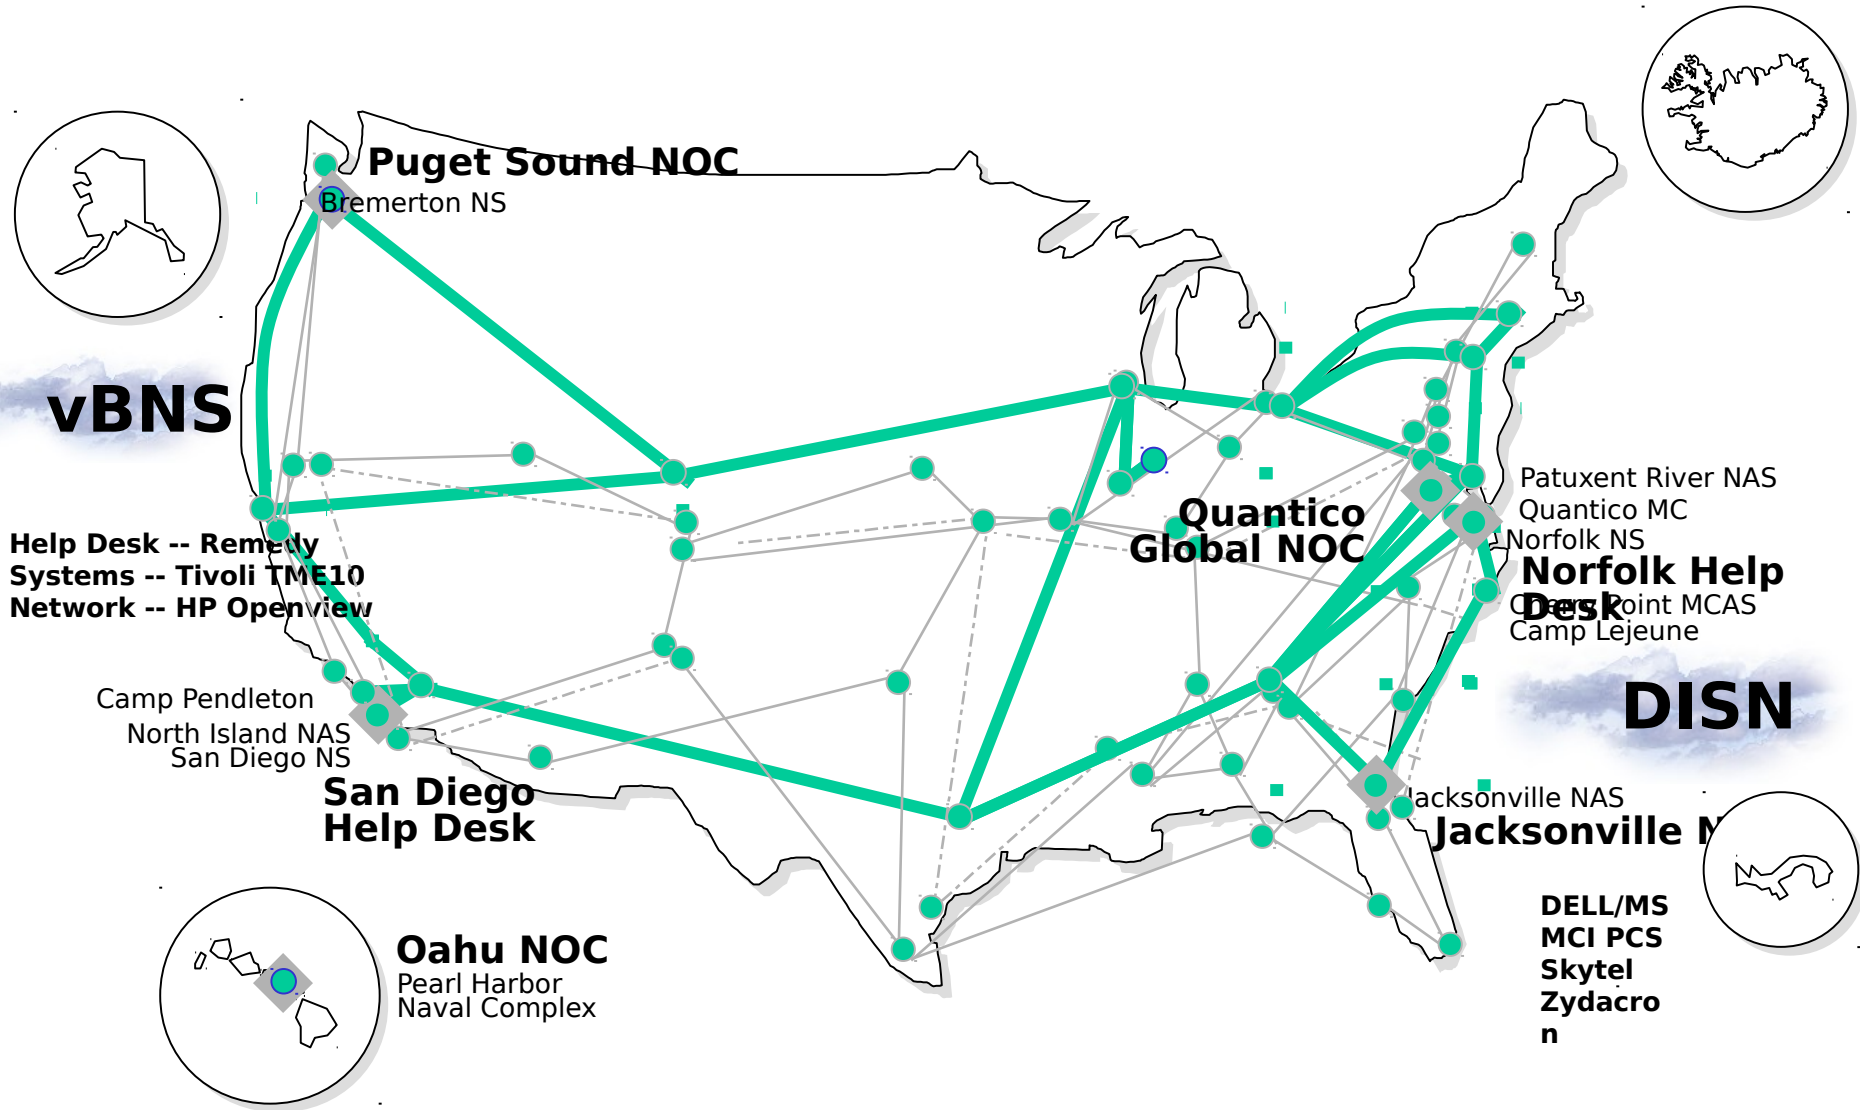 Puget Sound NOC
Bremerton NS
vBNS
Help Desk -- Remedy
Systems -- Tivoli TME10
Network -- HP Openview
Camp Pendleton
North Island NAS
San Diego NS
San Diego
Help Desk
Oahu NOC
Pearl Harbor
Naval Complex
Quantico
Global NOC
Patuxent River NAS
Quantico MC
Norfolk NS
Norfolk Help
Desk
Cherry Point MCAS
Camp Lejeune
DISN
Jacksonville NAS
Jacksonville
DELL/MS
MCI PCS
Skytel
Zydacro
n